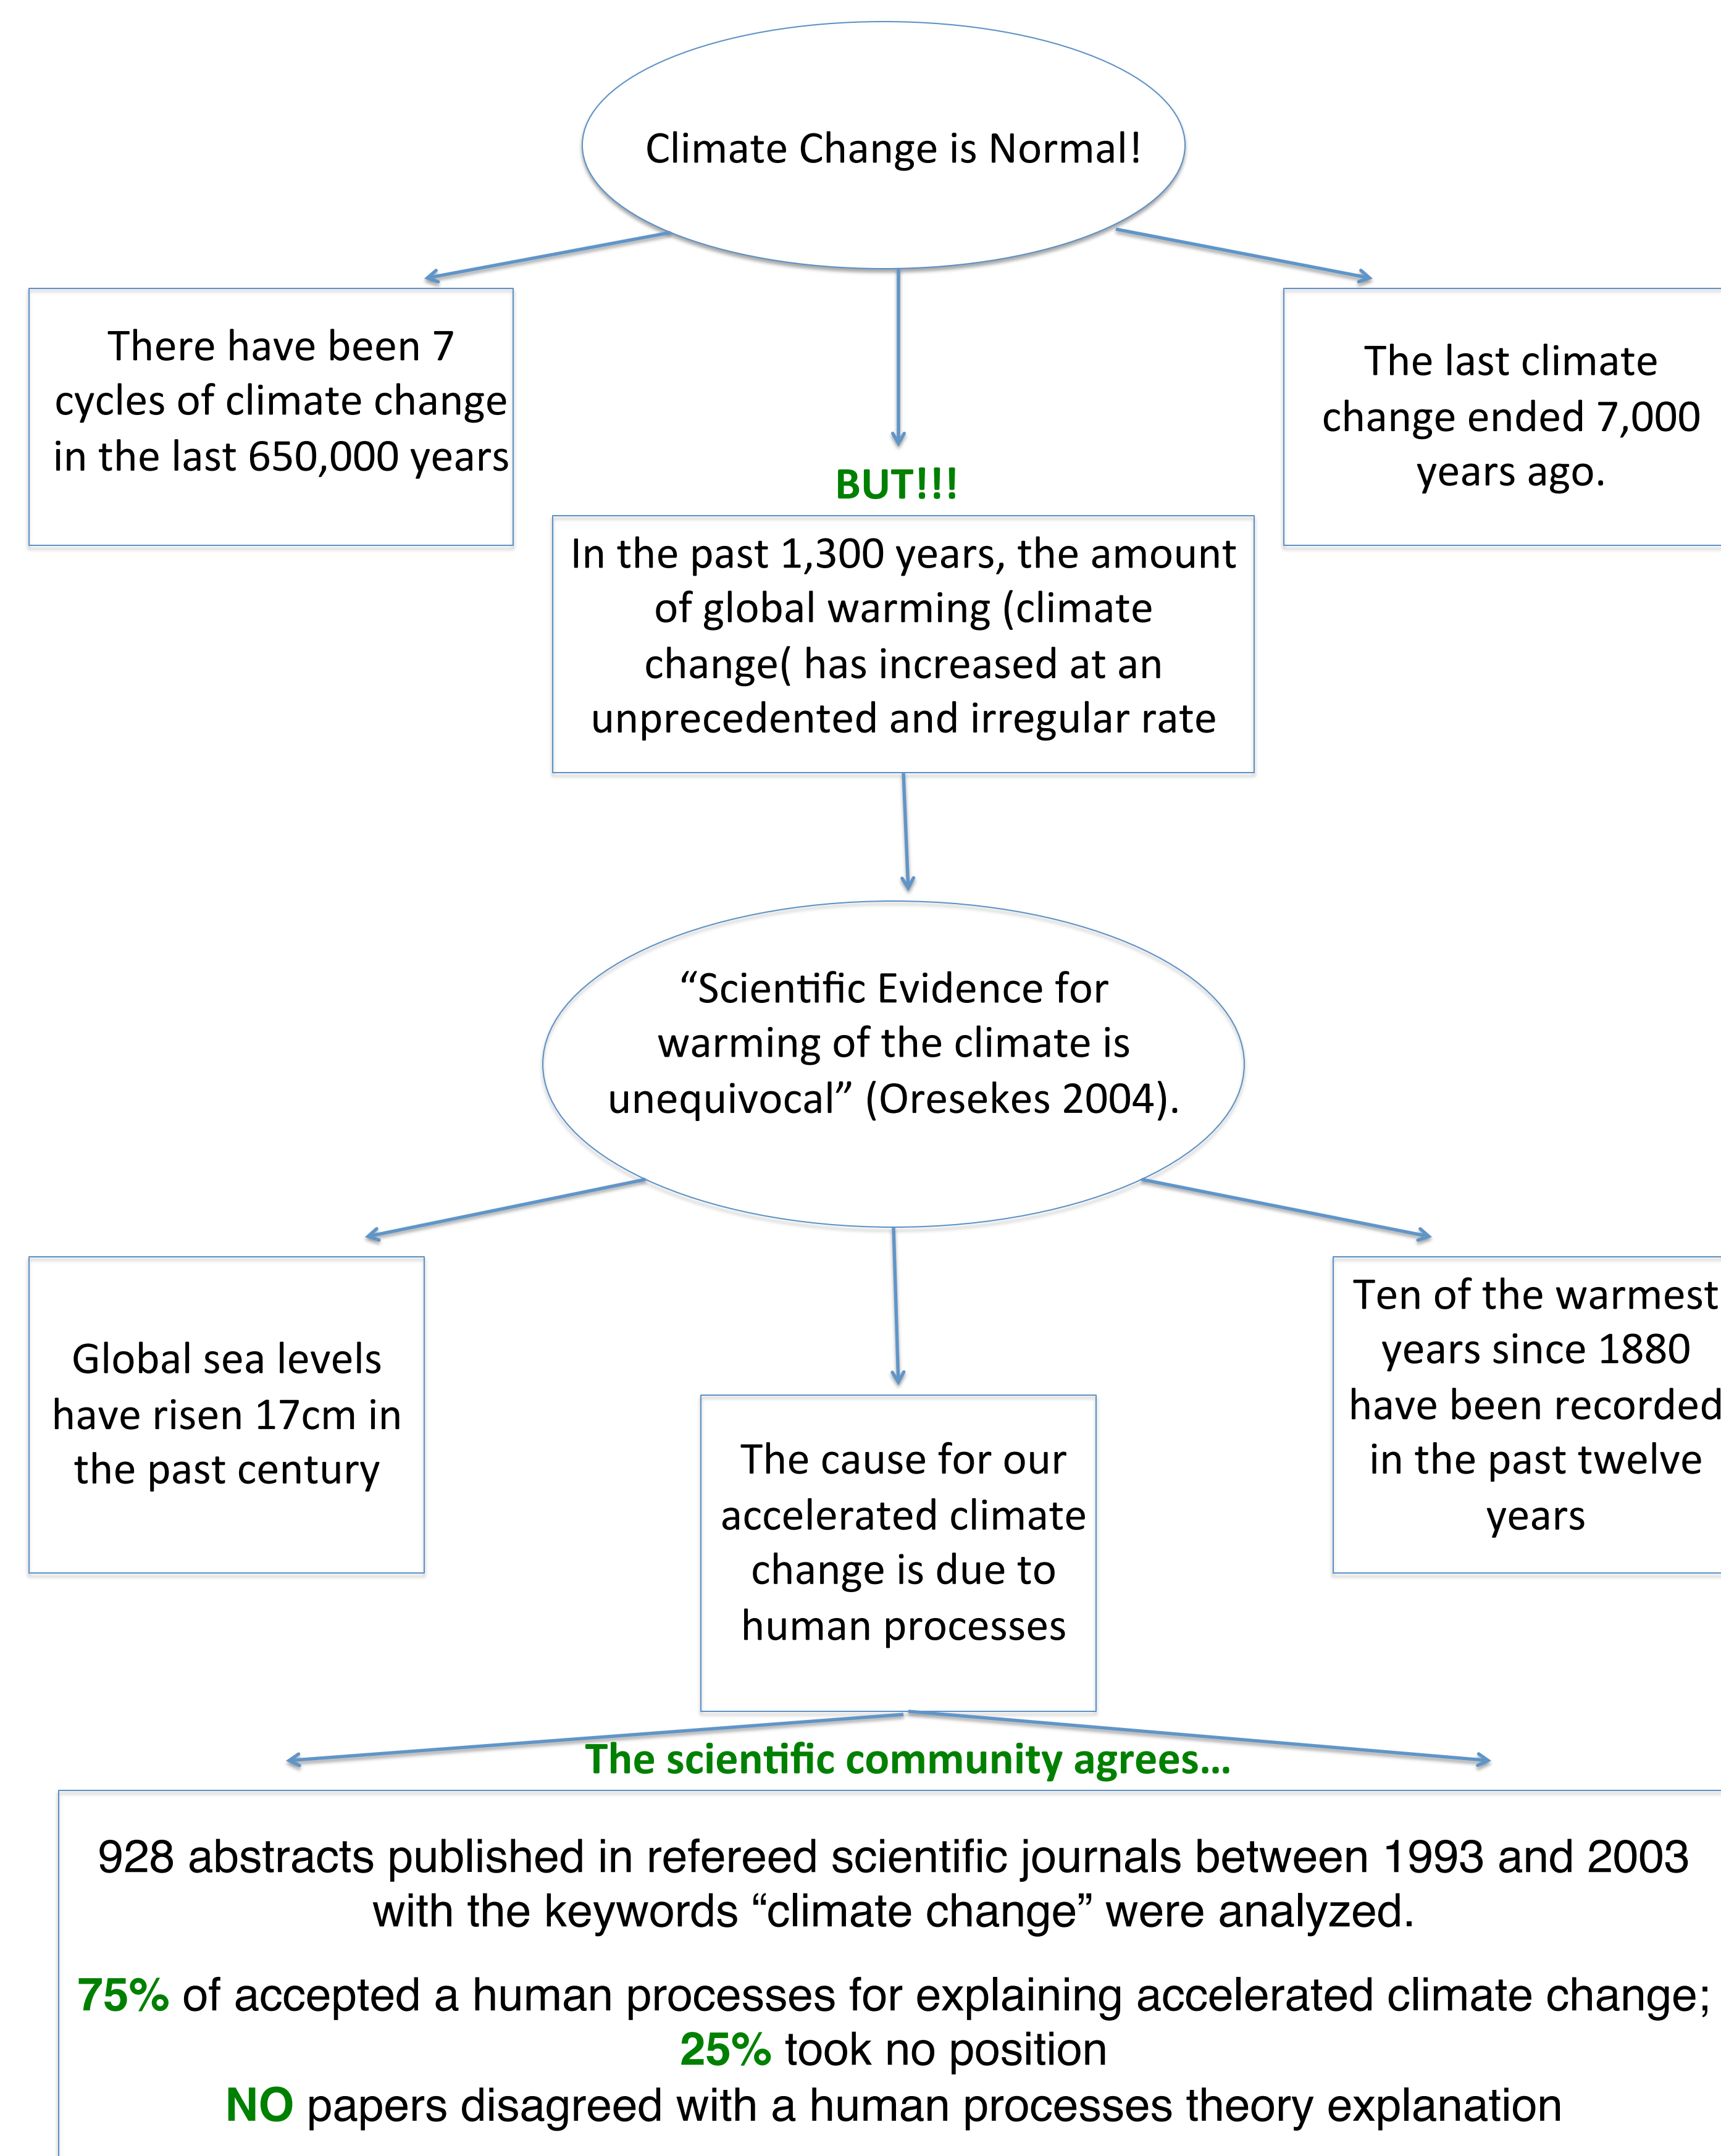 Climate Change is Normal!
There have been 7
cycles of climate change
in the last 650,000 years
The last climate
change ended 7,000
years ago.
BUT!!!
In the past 1,300 years, the amount
of global warming (climate
change( has increased at an
unprecedented and irregular rate
“Scientific Evidence for
warming of the climate is
unequivocal” (Oresekes 2004).
Global sea levels
have risen 17cm in
the past century
The cause for our
accelerated climate
change is due to
human processes
Ten of the warmest
years since 1880
have been recorded
in the past twelve
years
The scientific community agrees…
928 abstracts published in refereed scientific journals between 1993 and 2003
with the keywords “climate change” were analyzed.
75% of accepted a human processes for explaining accelerated climate change;
25% took no position
NO papers disagreed with a human processes theory explanation